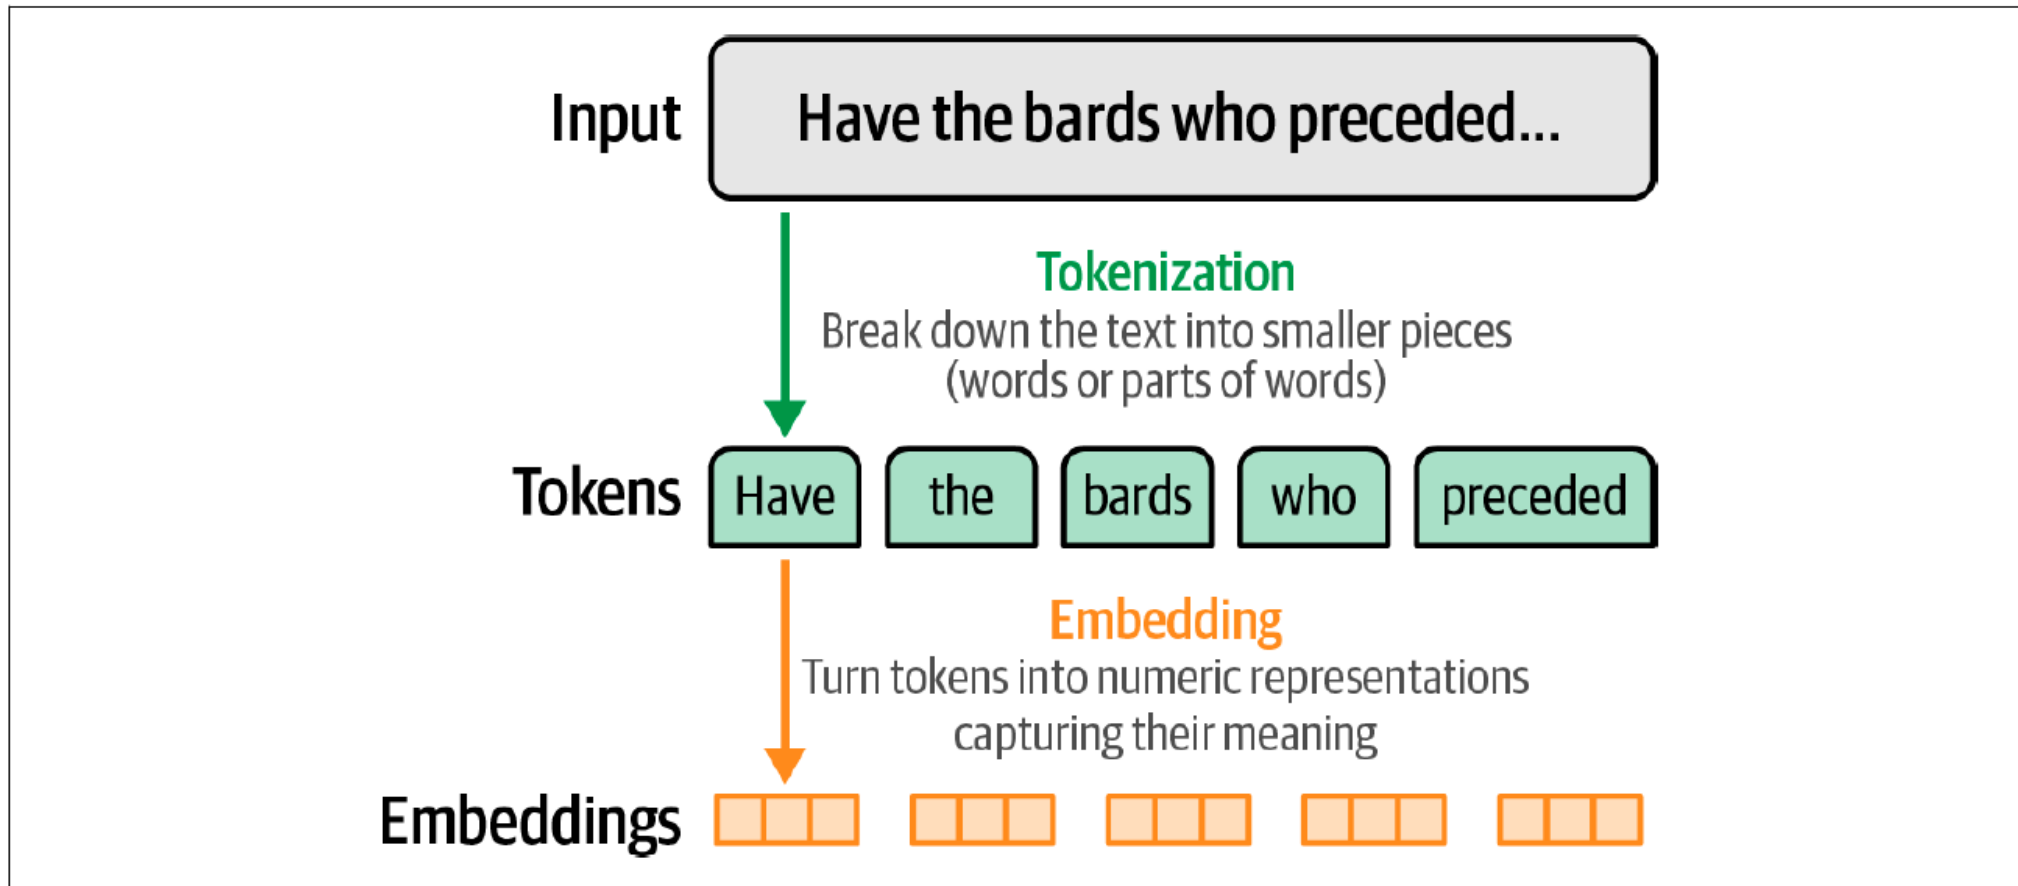 Input
Have the bards who preceded...
Tokenization
Break down the text into smaller pieces
(words or parts of words)
Tokens
Have the bards who preceded
Embedding
Turn tokens into numeric representations
capturing their meaning
Embeddings